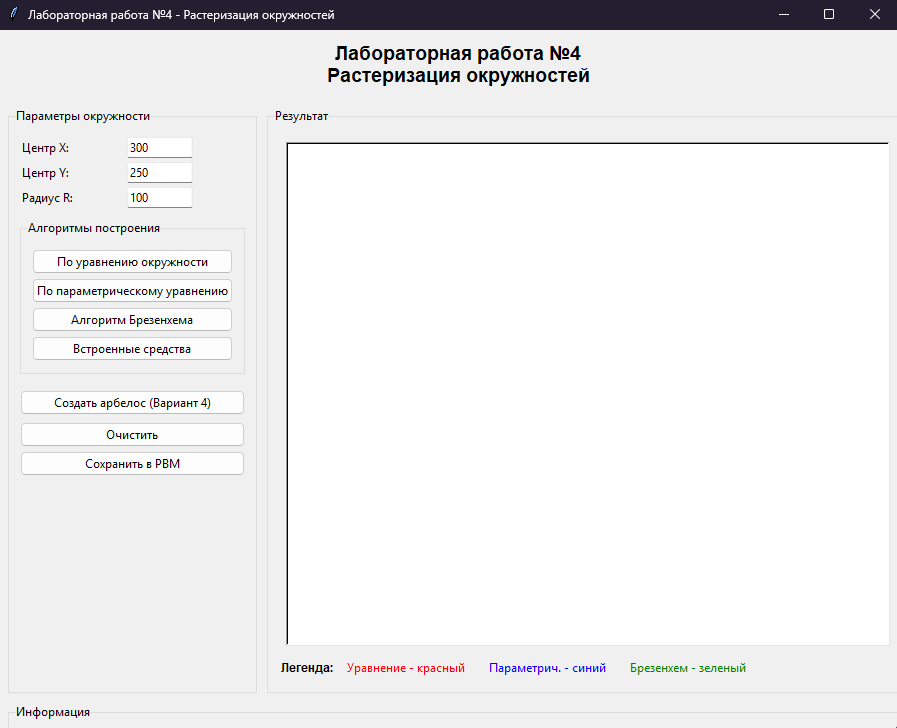 Лабораторная работа №4 - Растеризация окружностей
Лабораторная работа №4
Растеризация окружностей
Параметры окружности
Центр X: 300
Центр Y: 250
Радиус R: 100
Алгоритмы построения
По уравнению окружности
По параметрическому уравнению
Алгоритм Брезенхема
Встроенные средства
Создать арбелос (Вариант 4)
Очистить
Сохранить в PBM
Результат
Легенда: Уравнение - красный Параметрич. - синий Брезенхем - зеленый
Информация